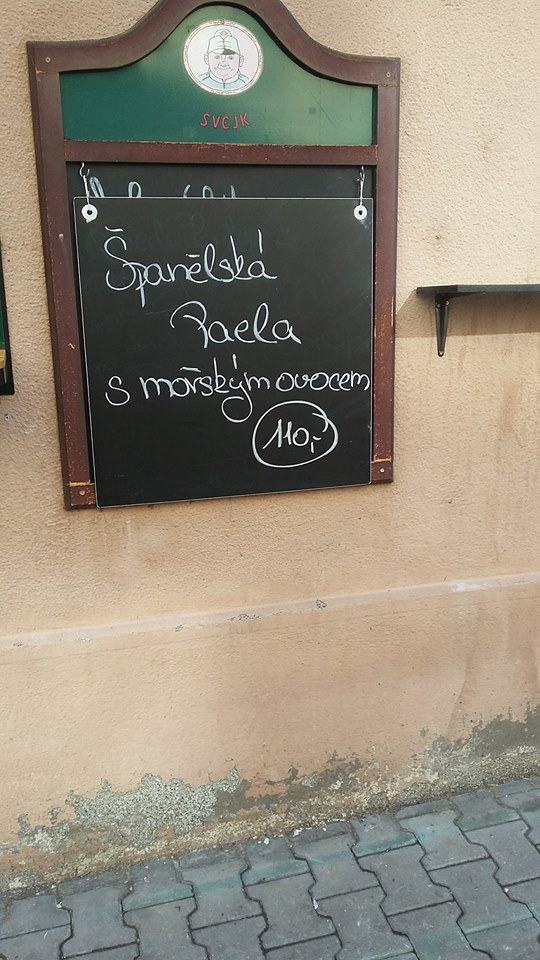 SVEJK
Španělská
Paela
s mořským ovocem
110,-